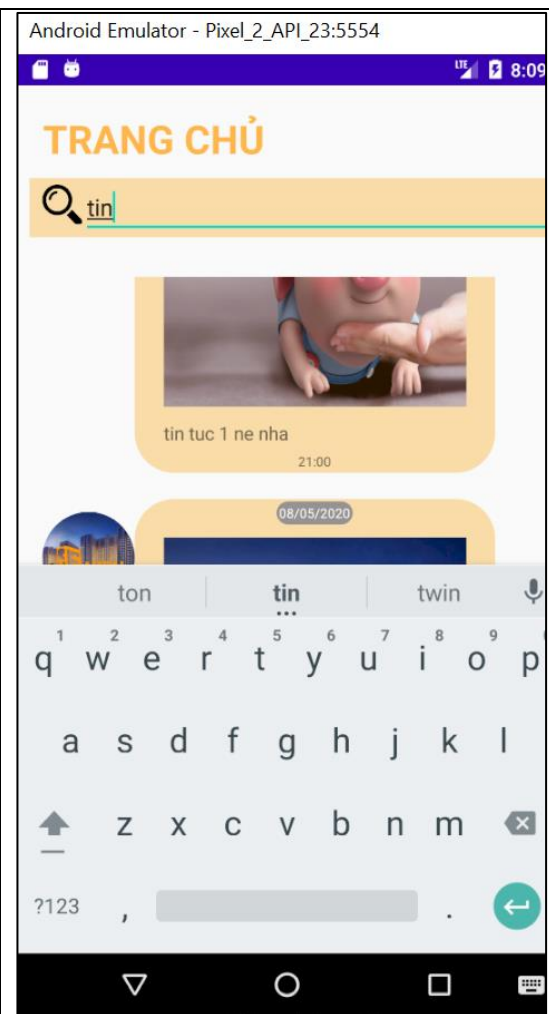 Android Emulator - Pixel_2_API_23:5554
LTE 8:09
TRANG CHỦ
tin
tin tuc 1 ne nha
21:00
08/05/2020
ton tin twin
1 2 3 4 5 6 7 8 9
q w e r t y u i o p
a s d f g h j k l
z x c v b n m
?123 , .